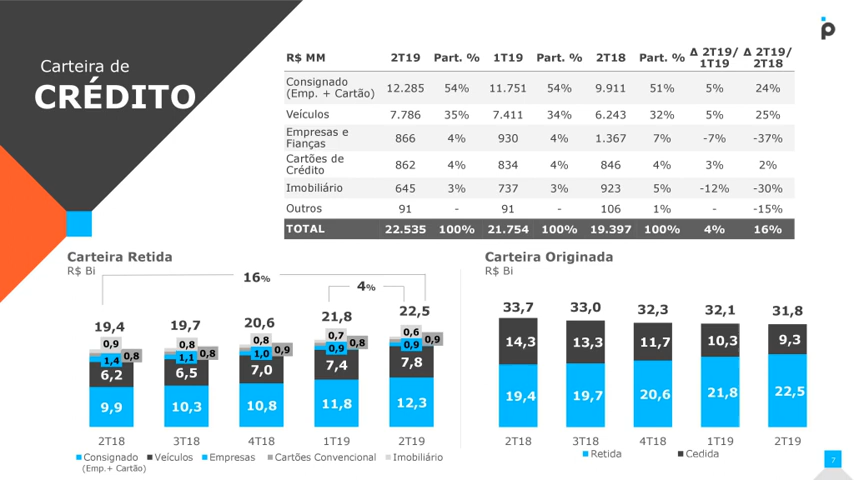 Carteira de
CRÉDITO
R$ MM 2T19 Part. % 1T19 Part. % 2T18 Part. % Δ 2T19/ 1T19 Δ 2T19/ 2T18
Consignado (Emp. + Cartão) 12.285 54% 11.751 54% 9.911 51% 5% 24%
Veículos 7.786 35% 7.411 34% 6.243 32% 5% 25%
Empresas e Fianças 866 4% 930 4% 1.367 7% -7% -37%
Cartões de Crédito 862 4% 834 4% 846 4% 3% 2%
Imobiliário 645 3% 737 3% 923 5% -12% -30%
Outros 91 - 91 - 106 1% - -15%
TOTAL 22.535 100% 21.754 100% 19.397 100% 4% 16%
Carteira Retida
R$ Bi
16%
4%
19,4 19,7 20,6 21,8 22,5
0,9 0,8 0,8 0,7 0,6
0,8 0,8 0,9 0,8 0,9
1,4 1,1 1,0 0,9 0,9
6,2 6,5 7,0 7,4 7,8
9,9 10,3 10,8 11,8 12,3
2T18 3T18 4T18 1T19 2T19
Consignado Veículos Empresas Cartões Convencional Imobiliário
(Emp.+ Cartão)
Carteira Originada
R$ Bi
33,7 33,0 32,3 32,1 31,8
14,3 13,3 11,7 10,3 9,3
19,4 19,7 20,6 21,8 22,5
2T18 3T18 4T18 1T19 2T19
Retida Cedida
7